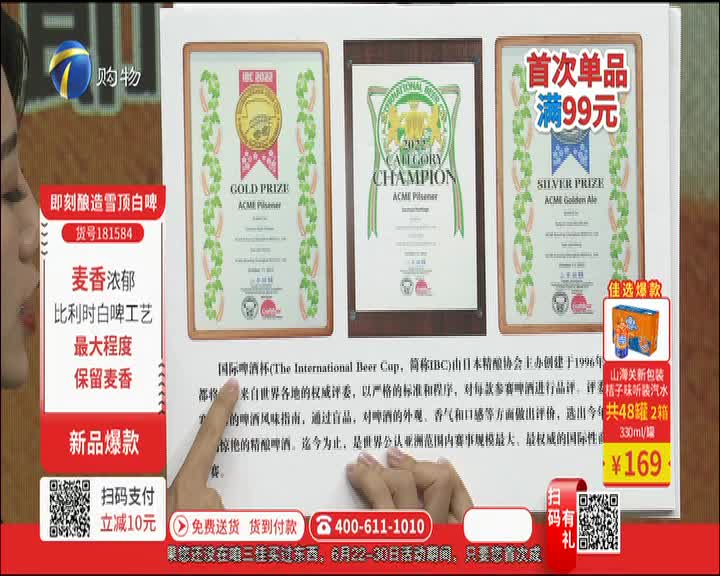 购物
首次单品
满99元
IBC 2022
GOLD PRIZE
ACME Pilsener
INTERNATIONAL BEER CUP
2022
CATEGORY
CHAMPION
ACME Pilsener
SILVER PRIZE
ACME Golden Ale
即刻酿造雪顶白啤
货号181584
麦香浓郁
比利时白啤工艺
最大程度
保留麦香
新品爆款
扫码支付
立减10元
佳选爆款
山海关新包装
桔子味听装汽水
共48罐2箱
330ml/罐
¥169
国际啤酒杯(The International Beer Cup，简称IBC)由日本精酿协会主办创建于1996年
都将 来自世界各地的权威评委，以严格的标准和程序，对每款参赛啤酒进行品评。评委
的啤酒风味指南，通过盲品，对啤酒的外观、香气和口感等方面做出评价，选出今年
惊艳的精酿啤酒。迄今为止，是世界公认亚洲范围内赛事规模最大、最权威的国际性
赛。
免费送货 货到付款
400-611-1010
扫码有礼
果您还没在唯三佳买过东西，6月22-30日活动期间，只要您首次成